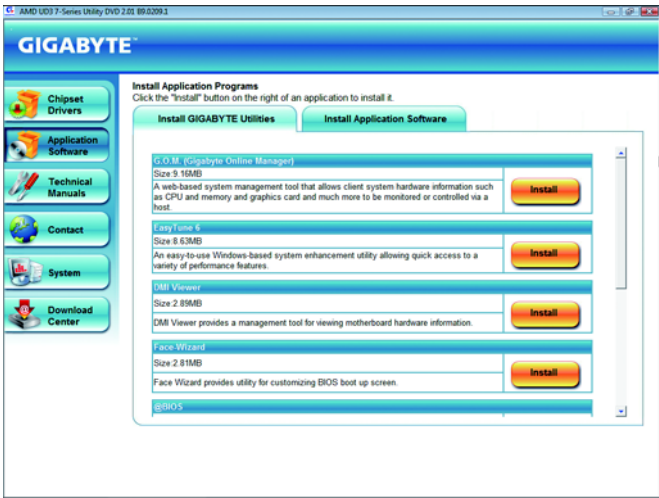 AMD UD3 7-Series Utility DVD 2.01 B9.0209.1
GIGABYTE™
Chipset
Drivers
Application
Software
Technical
Manuals
Contact
System
Download
Center
Install Application Programs
Click the "Install" button on the right of an application to install it.
Install GIGABYTE Utilities
Install Application Software
G.O.M. (Gigabyte Online Manager)
Size:9.16MB
A web-based system management tool that allows client system hardware information such
as CPU and memory and graphics card and much more to be monitored or controlled via a
host.
Install
EasyTune 6
Size:8.63MB
An easy-to-use Windows-based system enhancement utility allowing quick access to a
variety of performance features.
Install
DMI Viewer
Size:2.89MB
DMI Viewer provides a management tool for viewing motherboard hardware information.
Install
Face-Wizard
Size:2.81MB
Face Wizard provides utility for customizing BIOS boot up screen.
Install
@BIOS